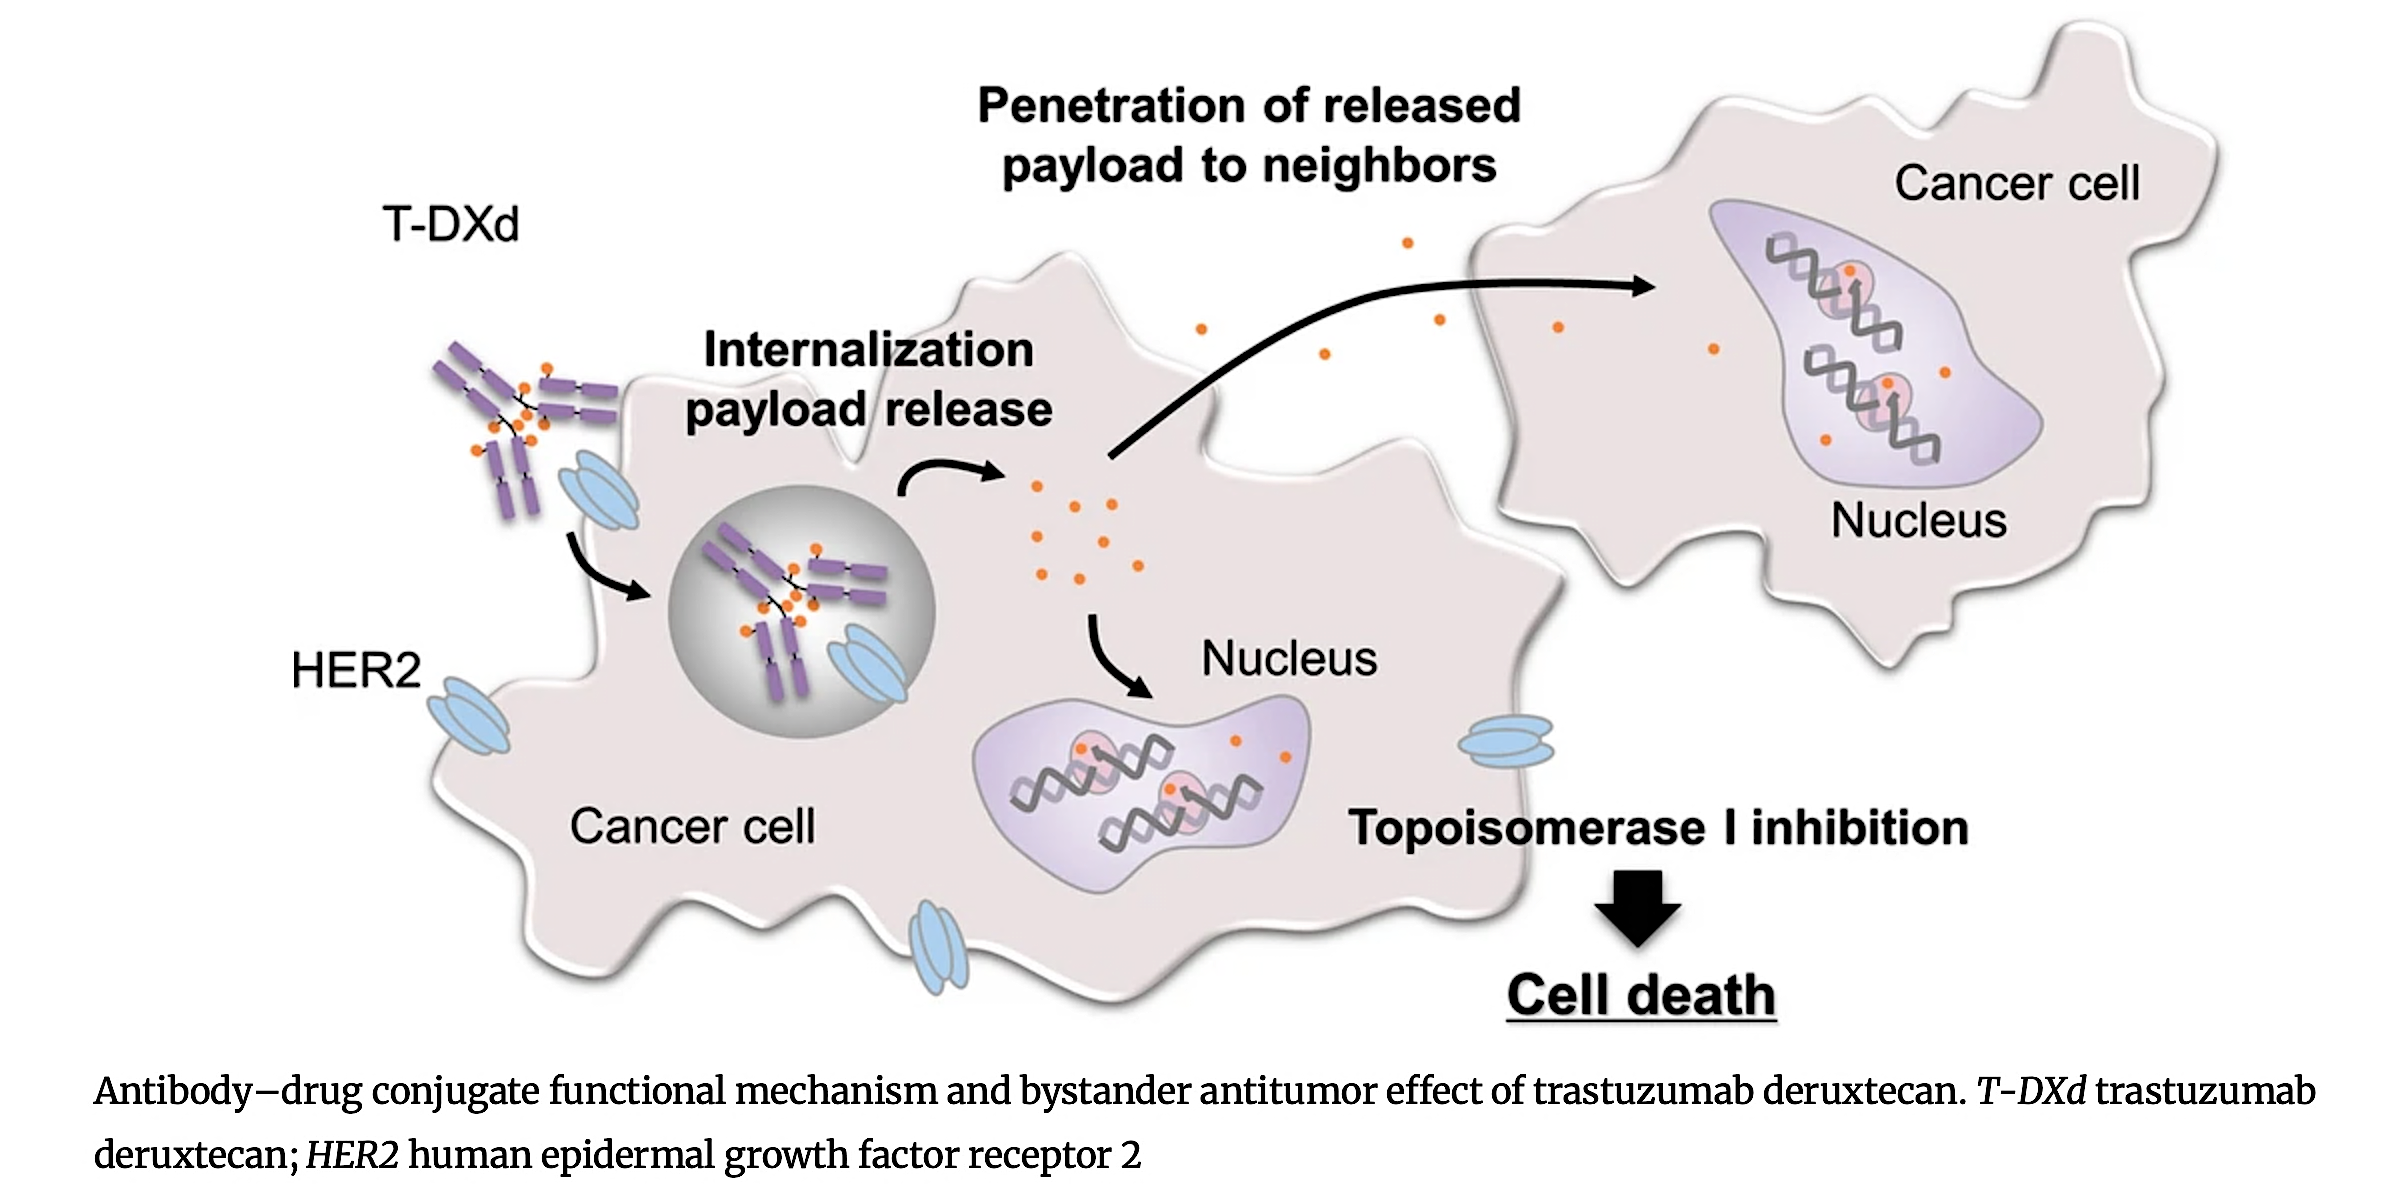 Penetration of released
payload to neighbors
Cancer cell
T-DXd
Internalization
payload release
Nucleus
HER2
Nucleus
Cancer cell
Topoisomerase I inhibition
Cell death
Antibody–drug conjugate functional mechanism and bystander antitumor effect of trastuzumab deruxtecan. T-DXd trastuzumab
deruxtecan; HER2 human epidermal growth factor receptor 2